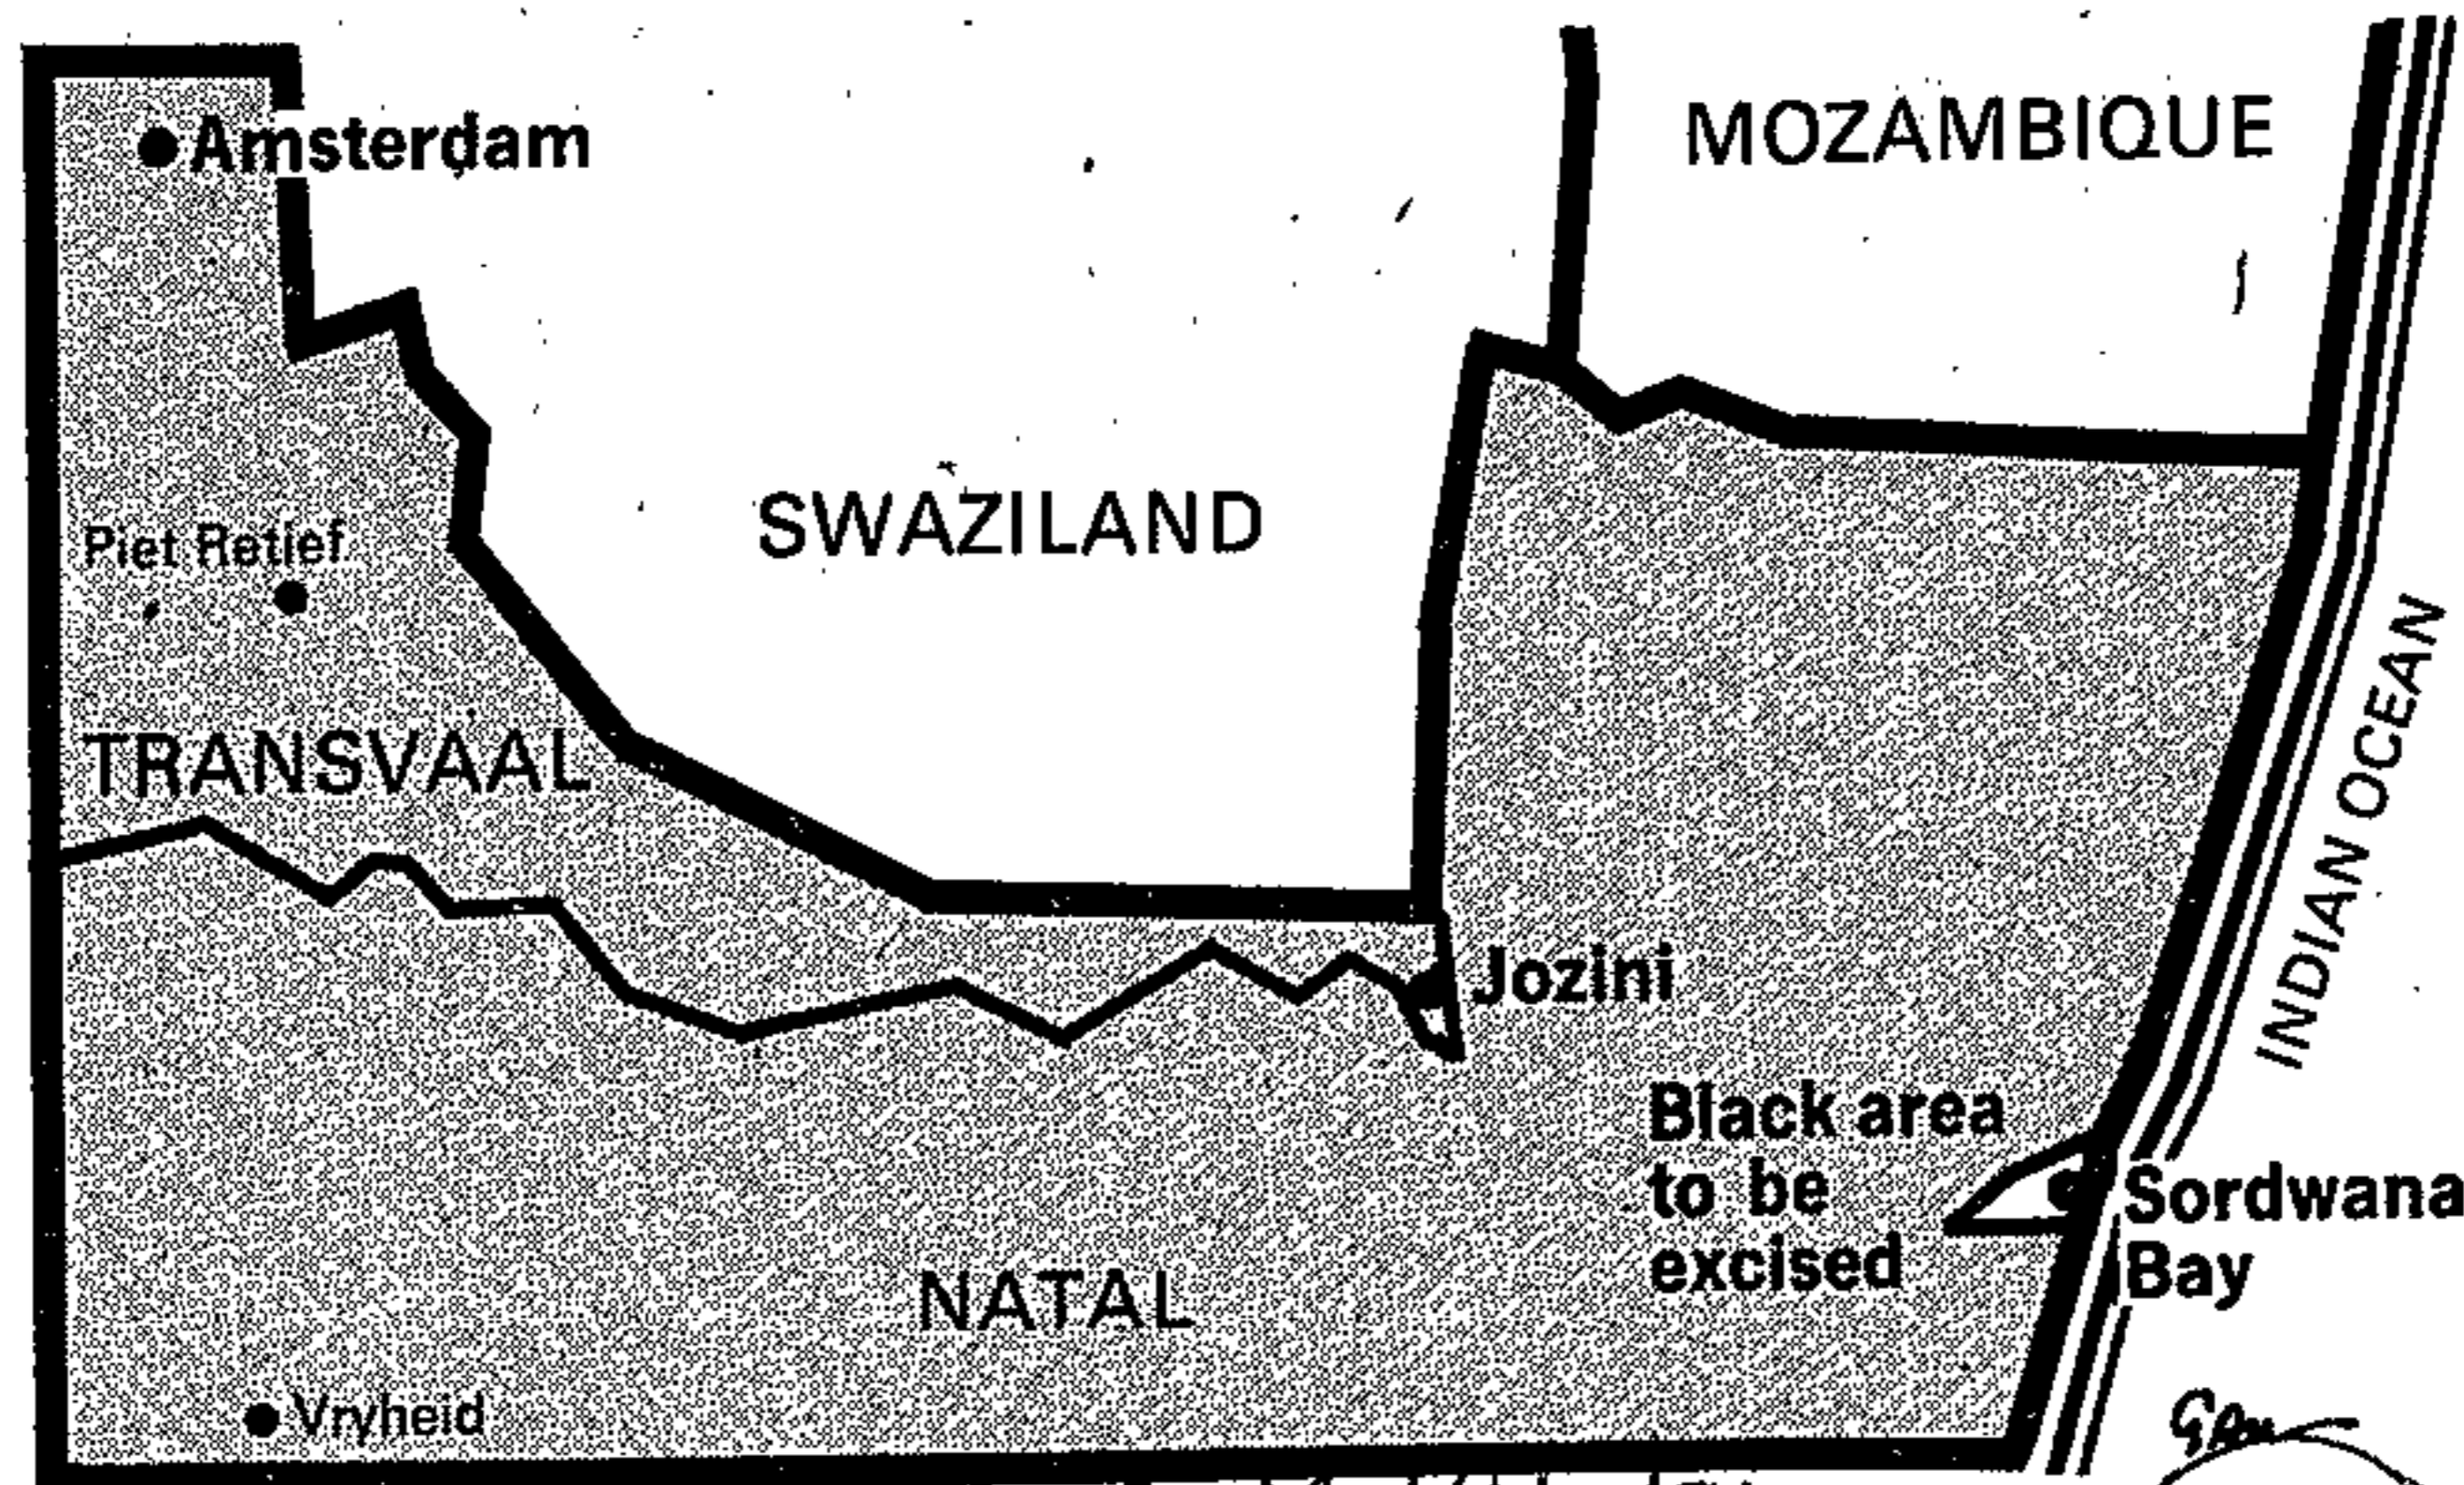 MOZAMBIQUE
Amsterdam
SWAZILAND
Piet Retief
TRANSVAAL
INDIAN OCEAN
Jozini
Black area
to be
excised
Sordwana
Bay
NATAL
Vryheid